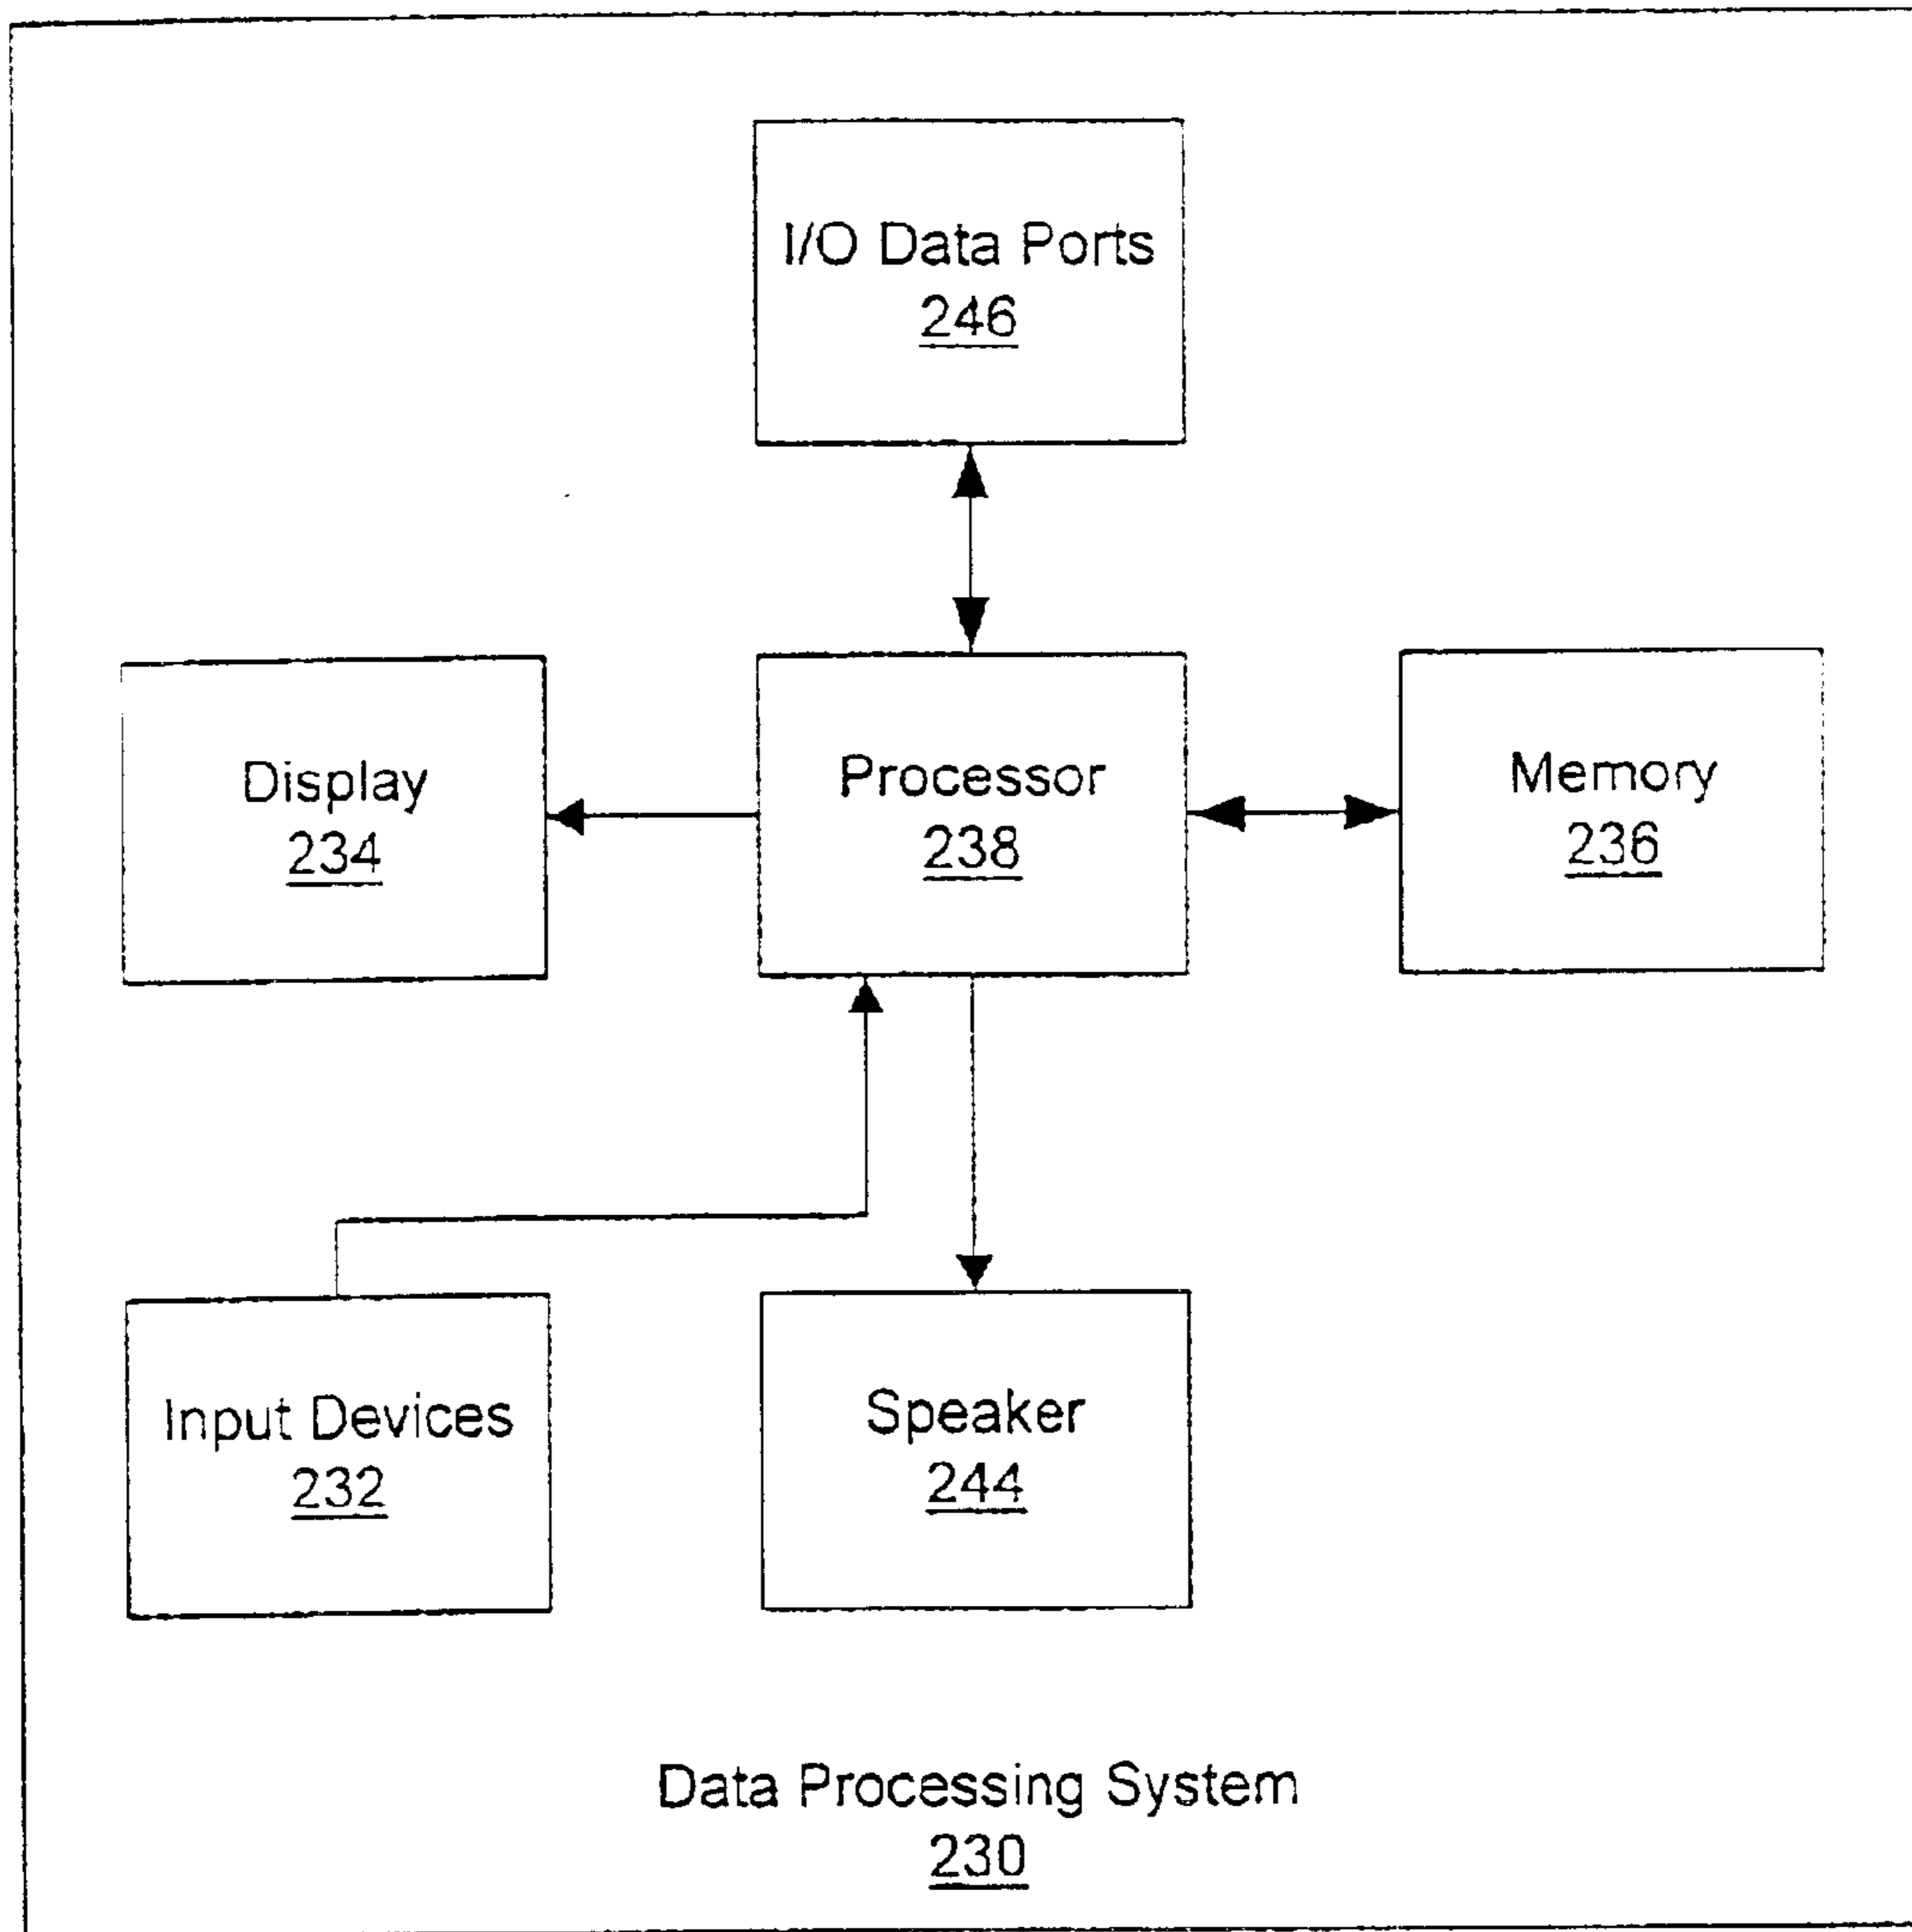 I/O Data Ports
246
Display
234
Processor
238
Memory
236
Input Devices
232
Speaker
244
Data Processing System
230